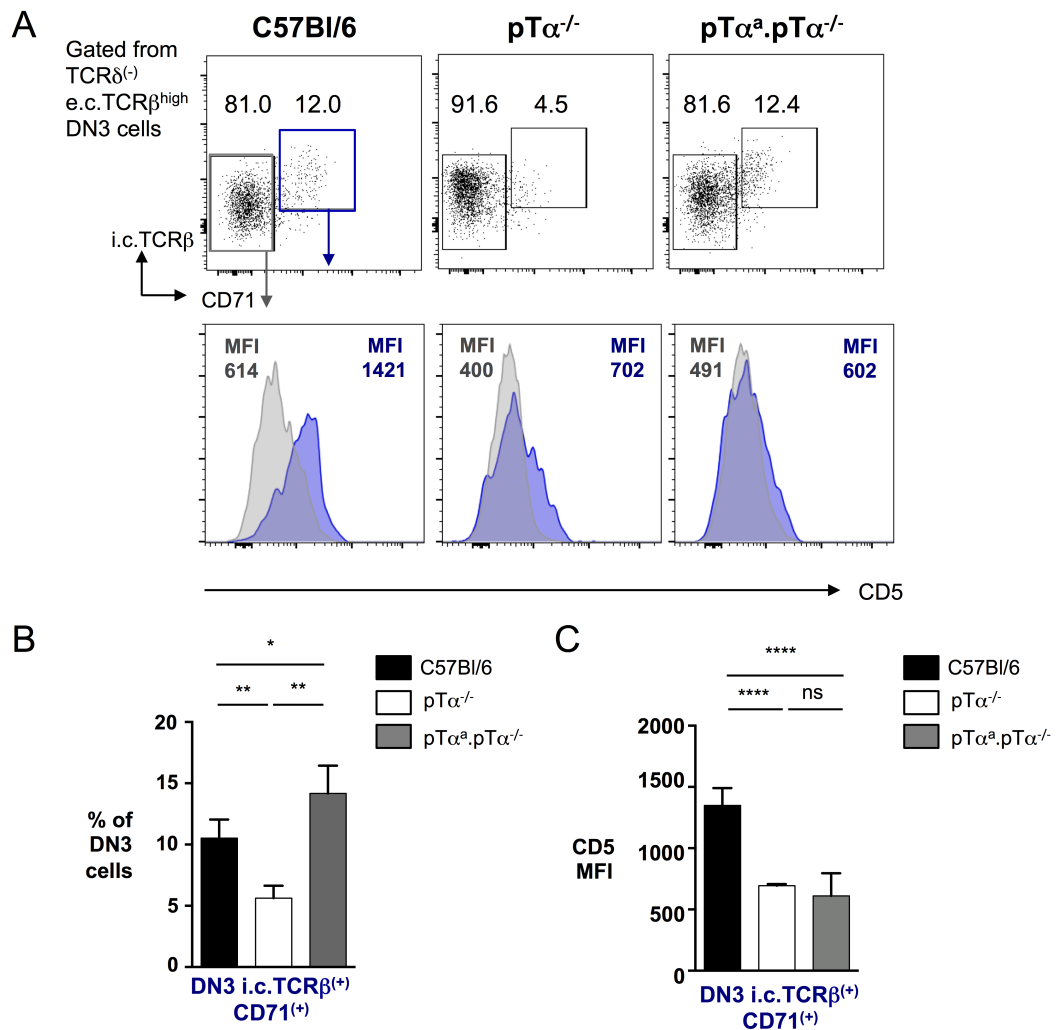 A
C57Bl/6
pTα-/-
pTαa.pTα-/-
Gated from
TCRδ(-)
e.c.TCRβhigh
DN3 cells
81.0 12.0
91.6 4.5
81.6 12.4
i.c.TCRβ
CD71
MFI
614
MFI
1421
MFI
400
MFI
702
MFI
491
MFI
602
CD5
B
*
** **
C57Bl/6
pTα-/-
pTαa.pTα-/-
20
15
10
5
0
% of
DN3
cells
DN3 i.c.TCRβ(+)
CD71(+)
C
****
**** ns
C57Bl/6
pTα-/-
pTαa.pTα-/-
2000
1500
1000
500
0
CD5
MFI
DN3 i.c.TCRβ(+)
CD71(+)